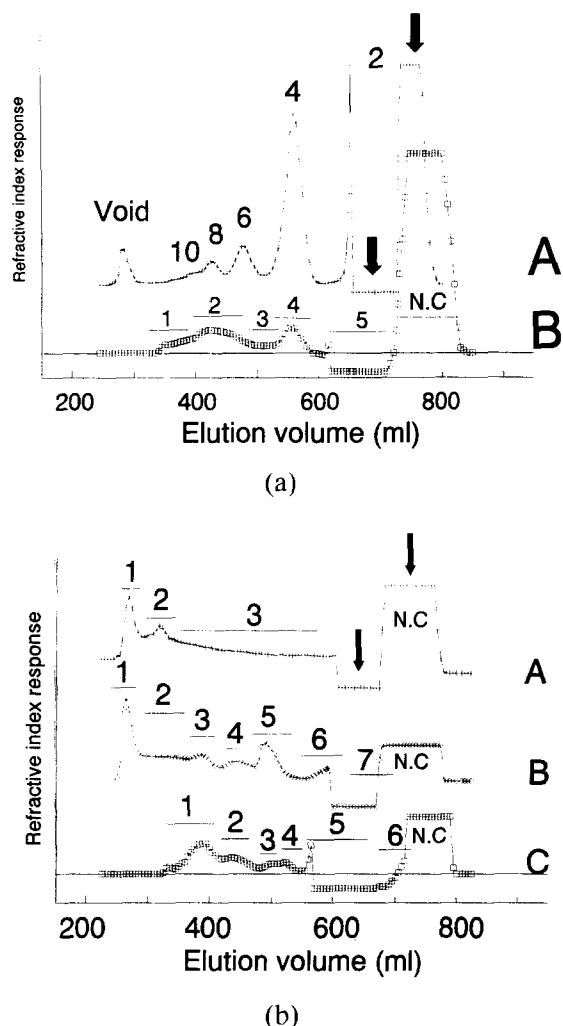 2
4
Void
6
8
10
A
N.C
2
4
1
3
5
B
Refractive index response
200 400 600 800
Elution volume (ml)
(a)
1
2
3
N.C
A
1
2
3
4
5
6
7
N.C
B
1
2
3
4
5
6
N.C
C
Refractive index response
200 400 600 800
Elution volume (ml)
(b)